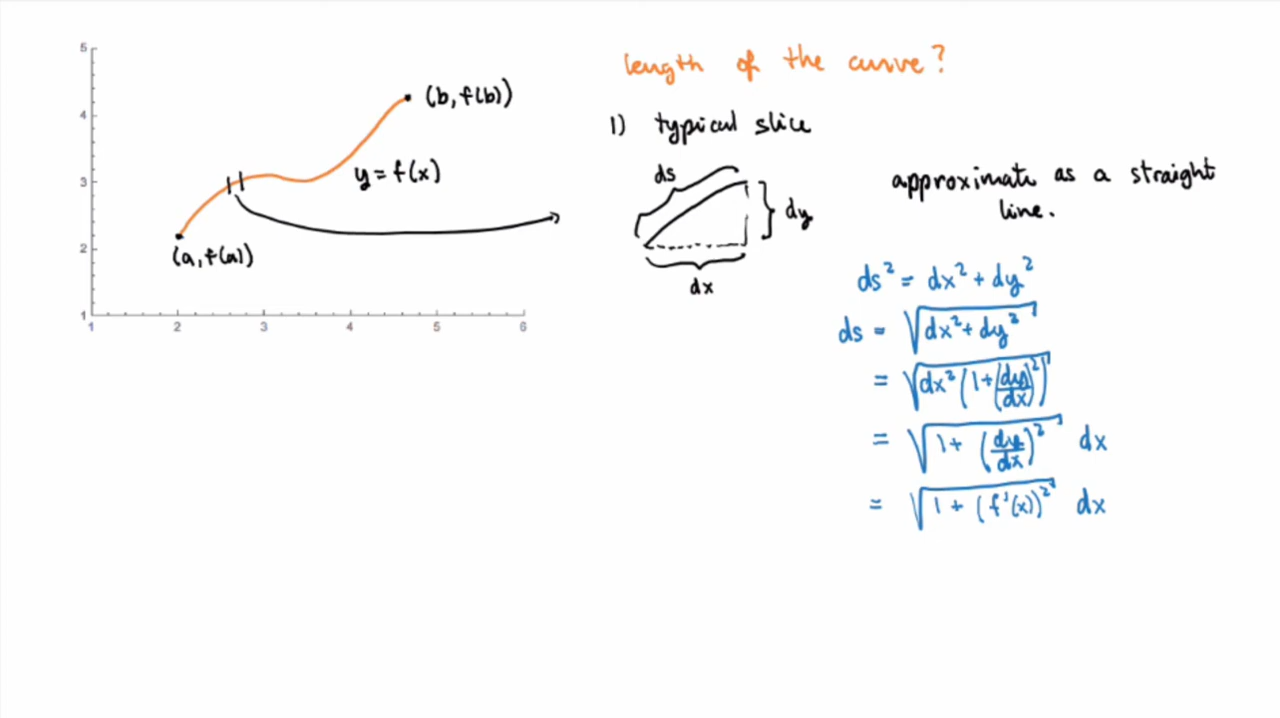 length of the curve?
5
4
3
2
1
1 2 3 4 5 6
(b, f(b))
y = f(x)
(a, f(a))
1) typical slice
ds
dy
dx
approximate as a straight
line.
ds² = dx² + dy²
ds = √(dx² + dy²)
= √(dx² (1 + (dy/dx)²))
= √(1 + (dy/dx)²) dx
= √(1 + (f'(x))²) dx